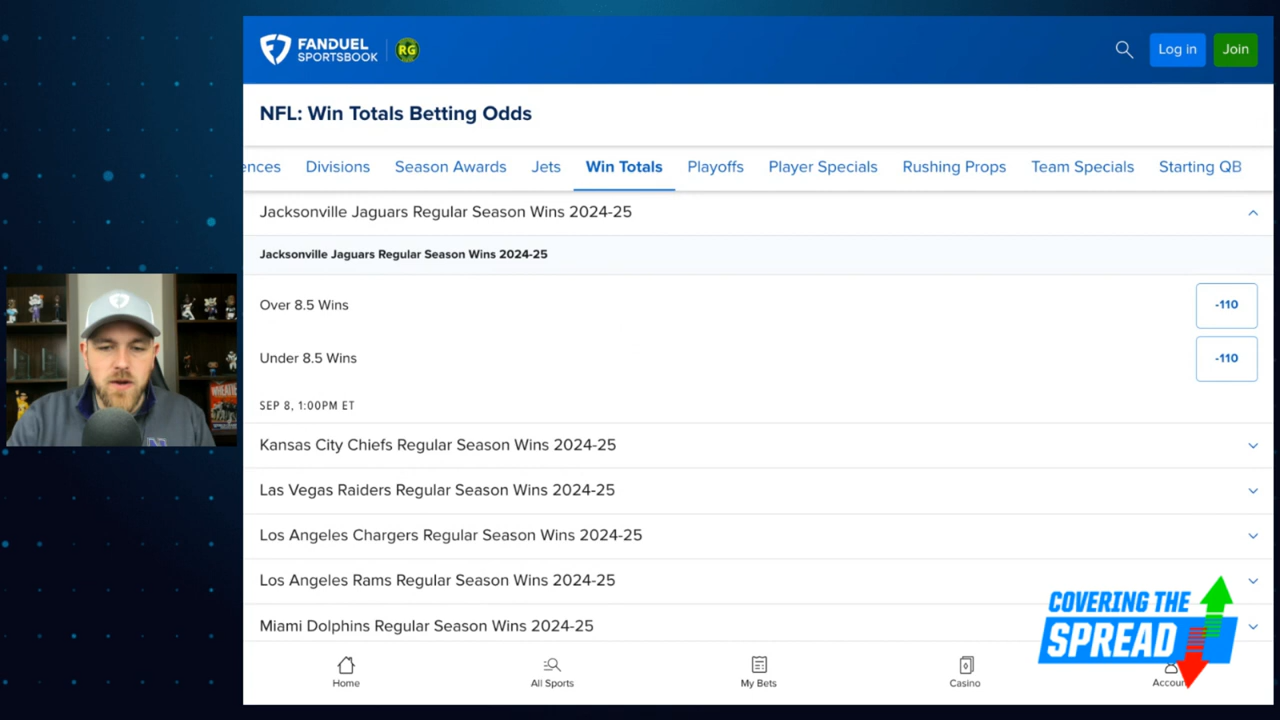 FANDUEL
SPORTSBOOK
RG
Log in
Join
NFL: Win Totals Betting Odds
ences
Divisions
Season Awards
Jets
Win Totals
Playoffs
Player Specials
Rushing Props
Team Specials
Starting QB
Jacksonville Jaguars Regular Season Wins 2024-25
Jacksonville Jaguars Regular Season Wins 2024-25
Over 8.5 Wins
-110
Under 8.5 Wins
-110
SEP 8, 1:00PM ET
Kansas City Chiefs Regular Season Wins 2024-25
Las Vegas Raiders Regular Season Wins 2024-25
Los Angeles Chargers Regular Season Wins 2024-25
Los Angeles Rams Regular Season Wins 2024-25
Miami Dolphins Regular Season Wins 2024-25
COVERING THE
SPREAD
Home
All Sports
My Bets
Casino
Accoun
WHEATIES